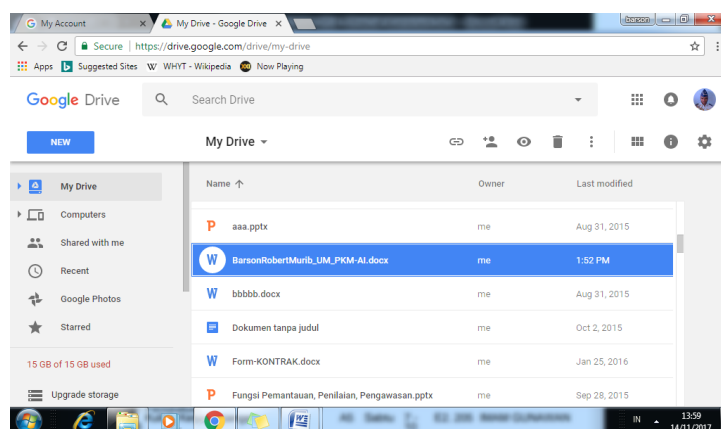 My Account
My Drive - Google Drive
barson
Secure https://drive.google.com/drive/my-drive
Apps Suggested Sites W WHYT - Wikipedia Now Playing
Google Drive
Search Drive
NEW
My Drive
My Drive
Computers
Shared with me
Recent
Google Photos
Starred
15 GB of 15 GB used
Upgrade storage
Name Owner Last modified
P aaa.pptx me Aug 31, 2015
W BarsonRobertMurib_UM_PKM-AI.docx me 1:52 PM
W bbbbb.docx me Aug 31, 2015
Dokumen tanpa judul me Oct 2, 2015
W Form-KONTRAK.docx me Jan 25, 2016
P Fungsi Pemantauan, Penilaian, Pengawasan.pptx me Sep 28, 2015
IN
13:59
14/11/2017